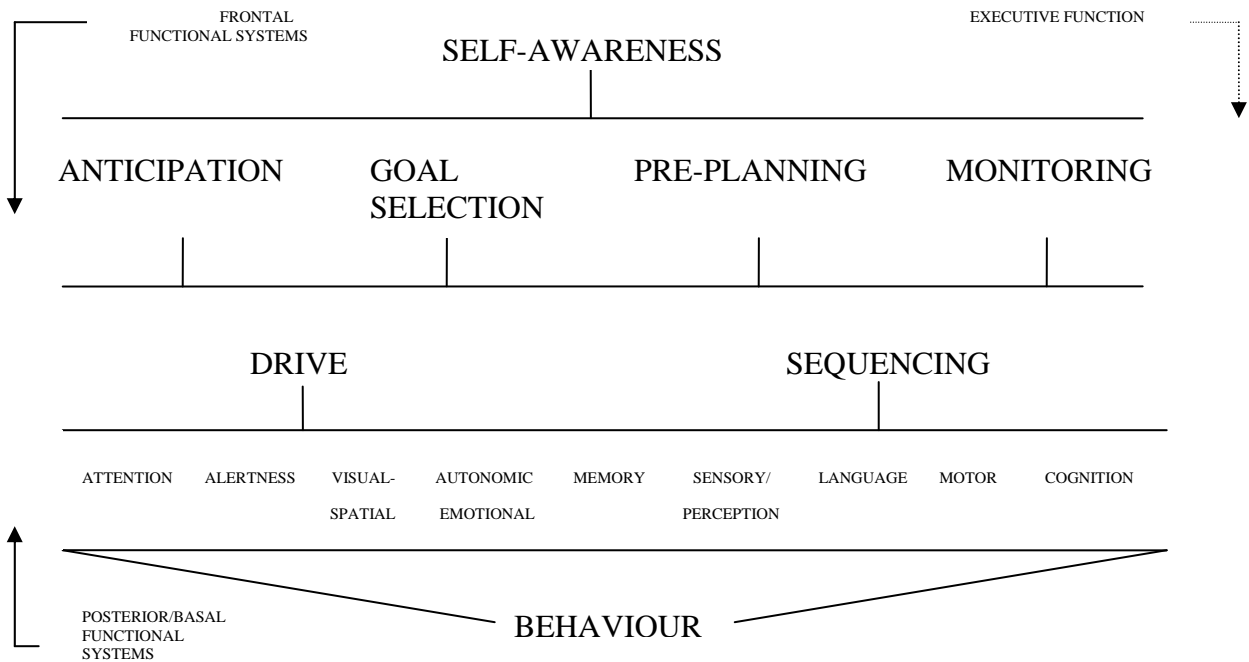 FRONTAL
FUNCTIONAL SYSTEMS
EXECUTIVE FUNCTION
SELF-AWARENESS
ANTICIPATION
GOAL
SELECTION
PRE-PLANNING
MONITORING
DRIVE
SEQUENCING
ATTENTION
ALERTNESS
VISUAL-
SPATIAL
AUTONOMIC
EMOTIONAL
MEMORY
SENSORY/
PERCEPTION
LANGUAGE
MOTOR
COGNITION
POSTERIOR/BASAL
FUNCTIONAL
SYSTEMS
BEHAVIOUR